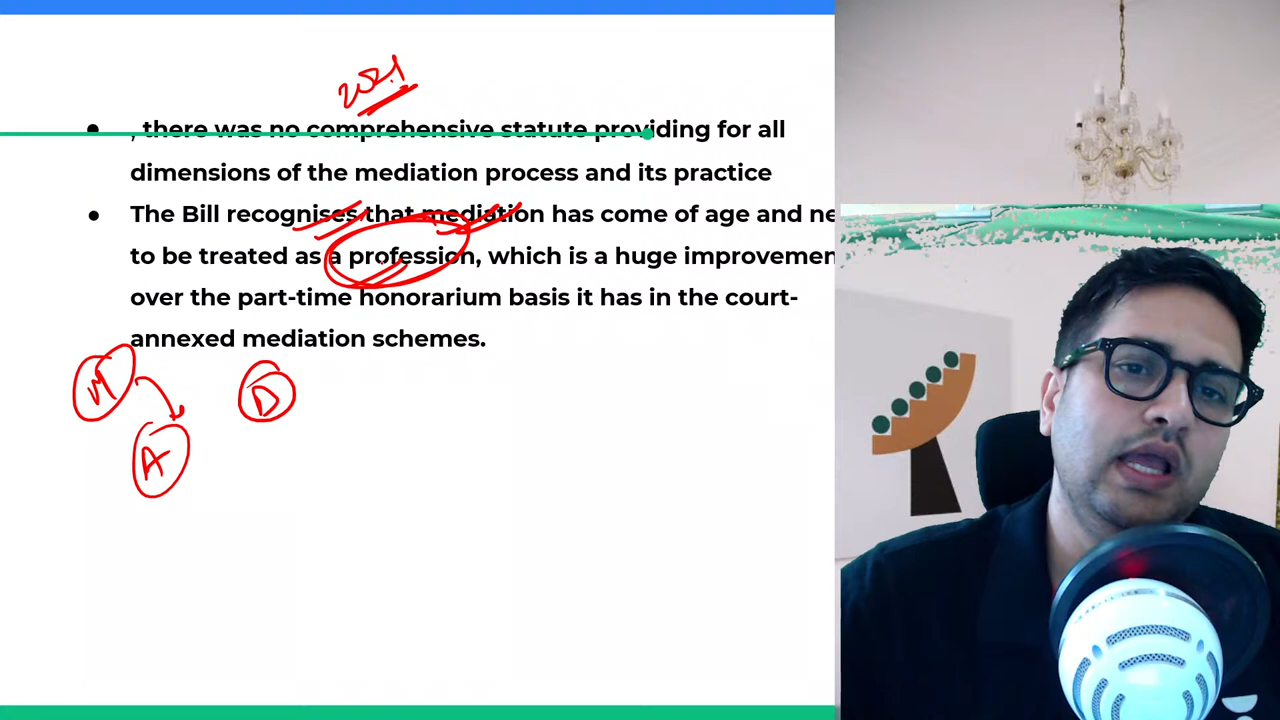 2021
, there was no comprehensive statute providing for all
dimensions of the mediation process and its practice
The Bill recognises that mediation has come of age and ne
to be treated as a profession, which is a huge improvemen
over the part-time honorarium basis it has in the court-
annexed mediation schemes.
M
D
A